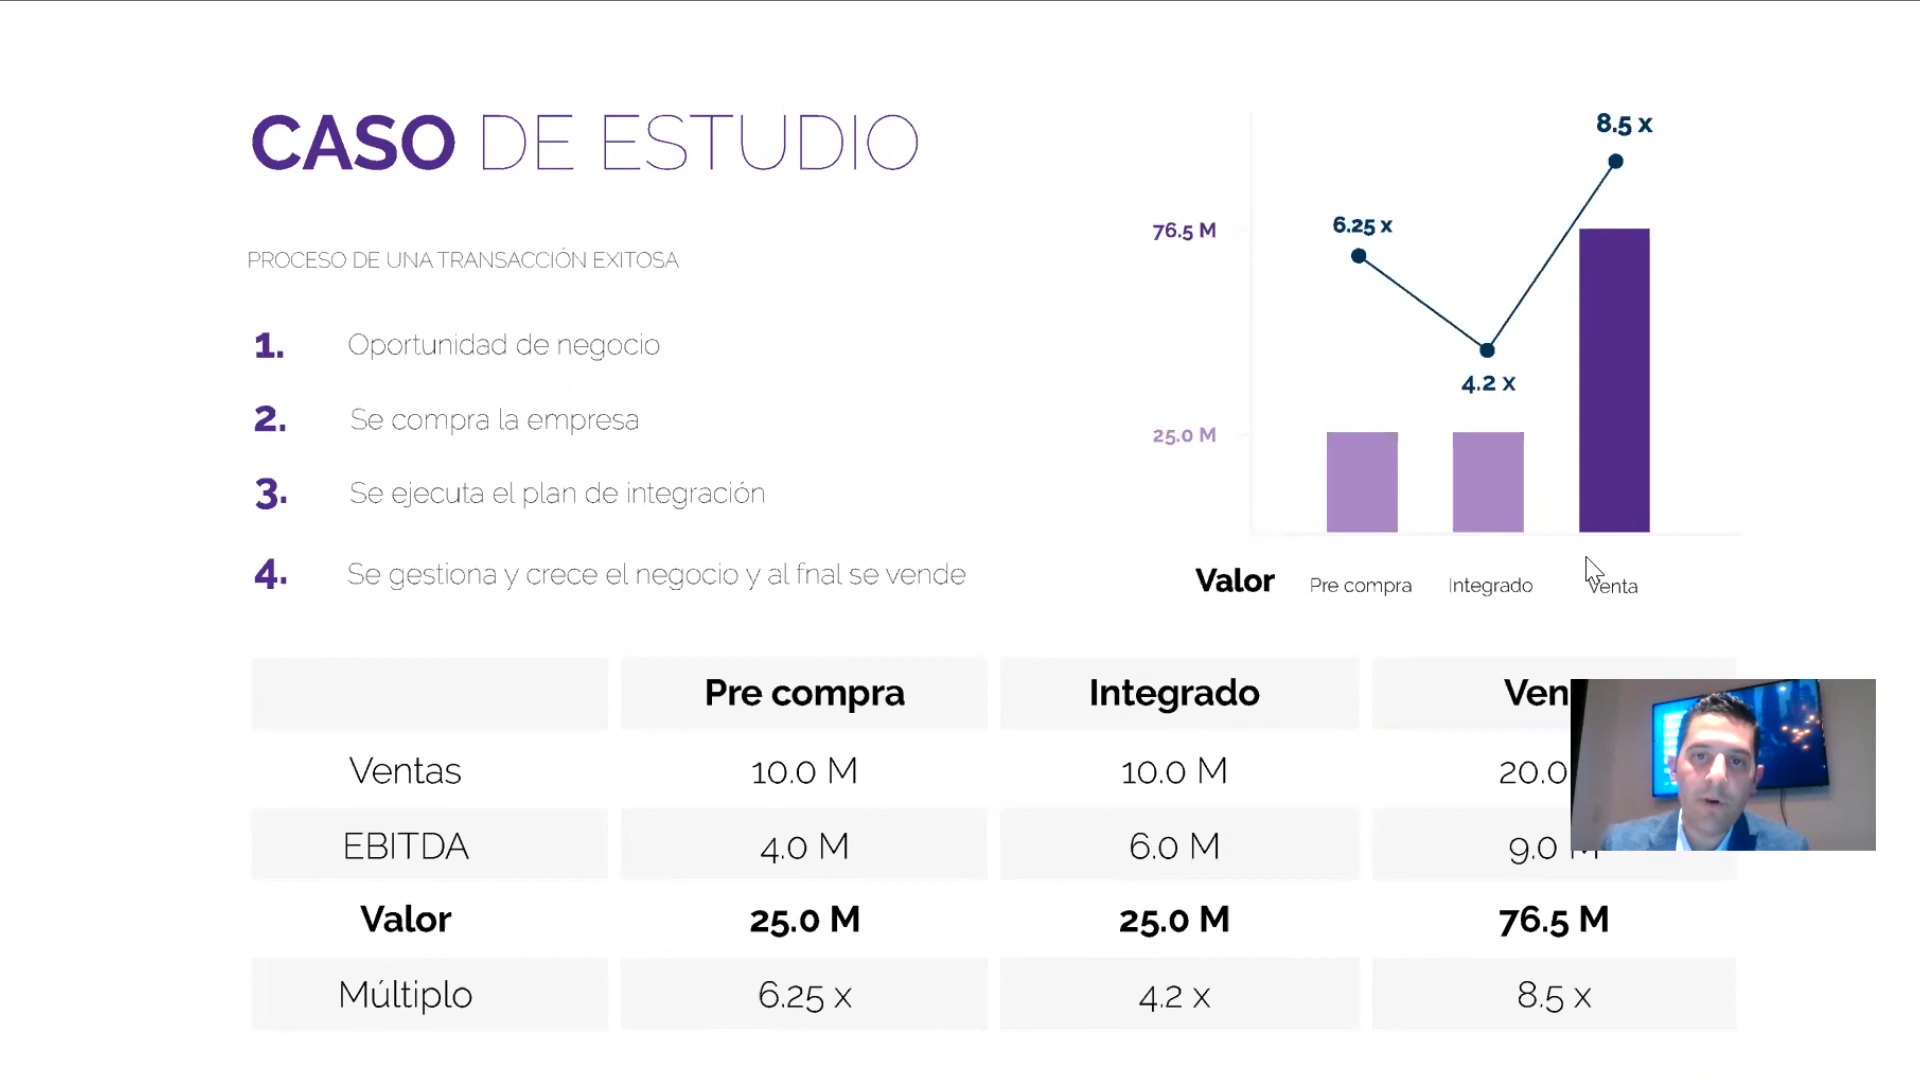 CASO DE ESTUDIO
PROCESO DE UNA TRANSACCIÓN EXITOSA
1. Oportunidad de negocio
2. Se compra la empresa
3. Se ejecuta el plan de integración
4. Se gestiona y crece el negocio y al fnal se vende
8.5 x
76.5 M
6.25 x
4.2 x
25.0 M
Valor Pre compra Integrado Venta
Pre compra Integrado Ven
Ventas 10.0 M 10.0 M 20.0
EBITDA 4.0 M 6.0 M 9.0 M
Valor 25.0 M 25.0 M 76.5 M
Múltiplo 6.25 x 4.2 x 8.5 x